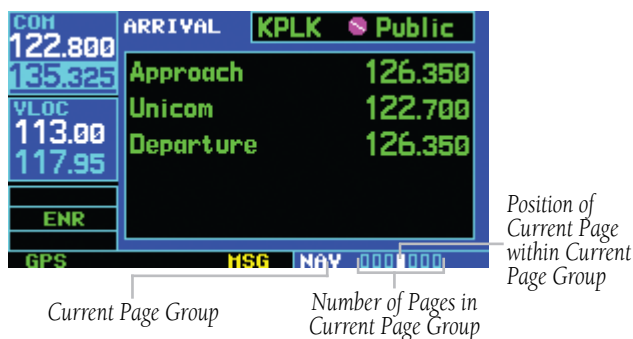 COM
122.800
135.325
VLOC
113.00
117.95
ENR
GPS
ARRIVAL KPLK Public
Approach 126.350
Unicom 122.700
Departure 126.350
MSG NAV
Position of
Current Page
within Current
Page Group
Current Page Group
Number of Pages in
Current Page Group